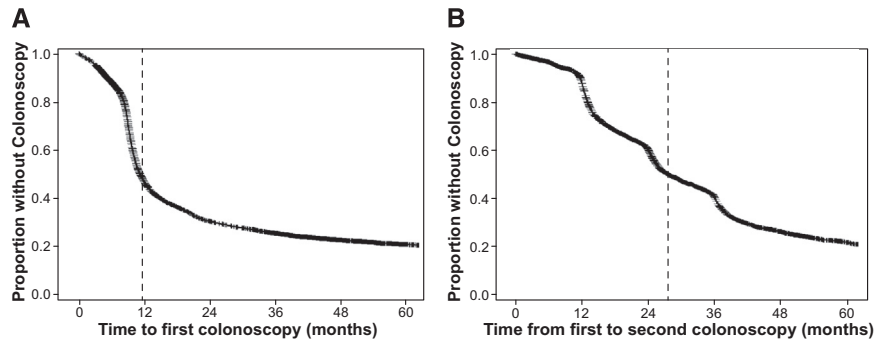 A
Proportion without Colonoscopy
1.0
0.8
0.6
0.4
0.2
0.0
0 12 24 36 48 60
Time to first colonoscopy (months)
B
Proportion without Colonoscopy
1.0
0.8
0.6
0.4
0.2
0.0
0 12 24 36 48 60
Time from first to second colonoscopy (months)